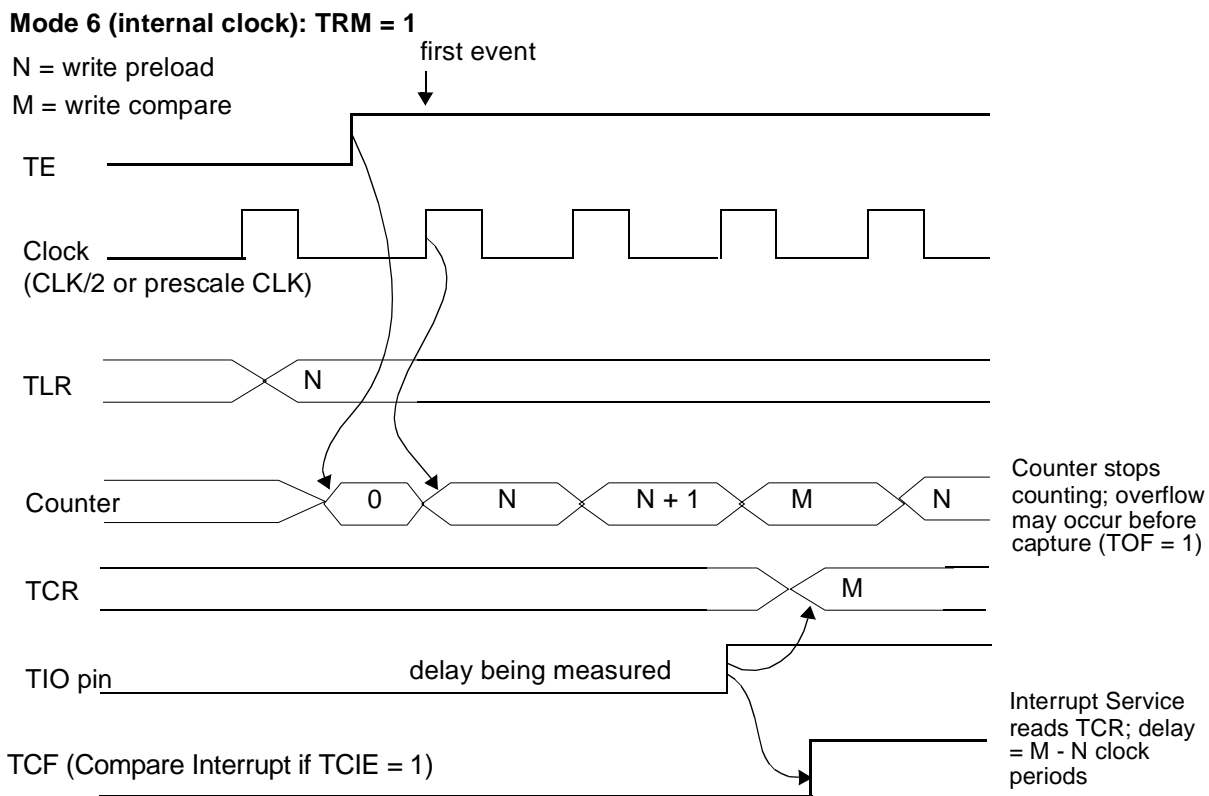 Mode 6 (internal clock): TRM = 1
first event
N = write preload
M = write compare
TE
Clock
(CLK/2 or prescale CLK)
TLR
N
Counter
0
N
N + 1
M
N
Counter stops
counting; overflow
may occur before
capture (TOF = 1)
TCR
M
TIO pin
delay being measured
Interrupt Service
reads TCR; delay
= M - N clock
periods
TCF (Compare Interrupt if TCIE = 1)